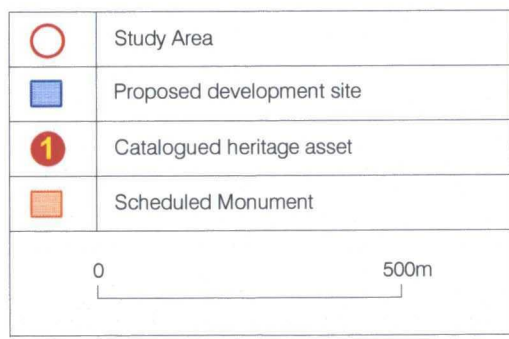 Study Area
Proposed development site
1 Catalogued heritage asset
Scheduled Monument
0 500m